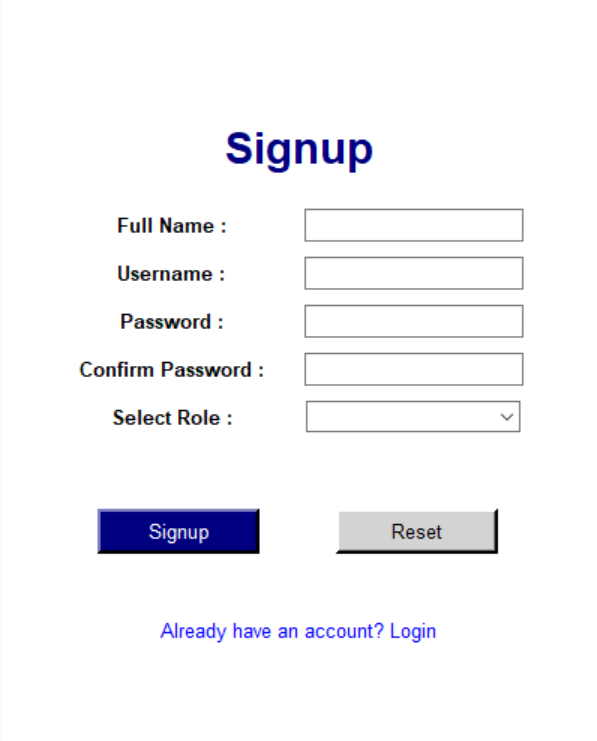 Signup
Full Name :
Username :
Password :
Confirm Password :
Select Role :
Signup Reset
Already have an account? Login